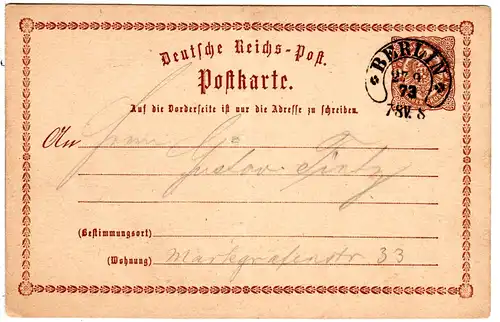 Deutsche Reichs-Post.
Postkarte.
Auf die Vorderseite ist nur die Adresse zu schreiben.
BERLIN
73
An Herrn Gustav
(Bestimmungsort)
(Wohnung) Markgrafenstr 33